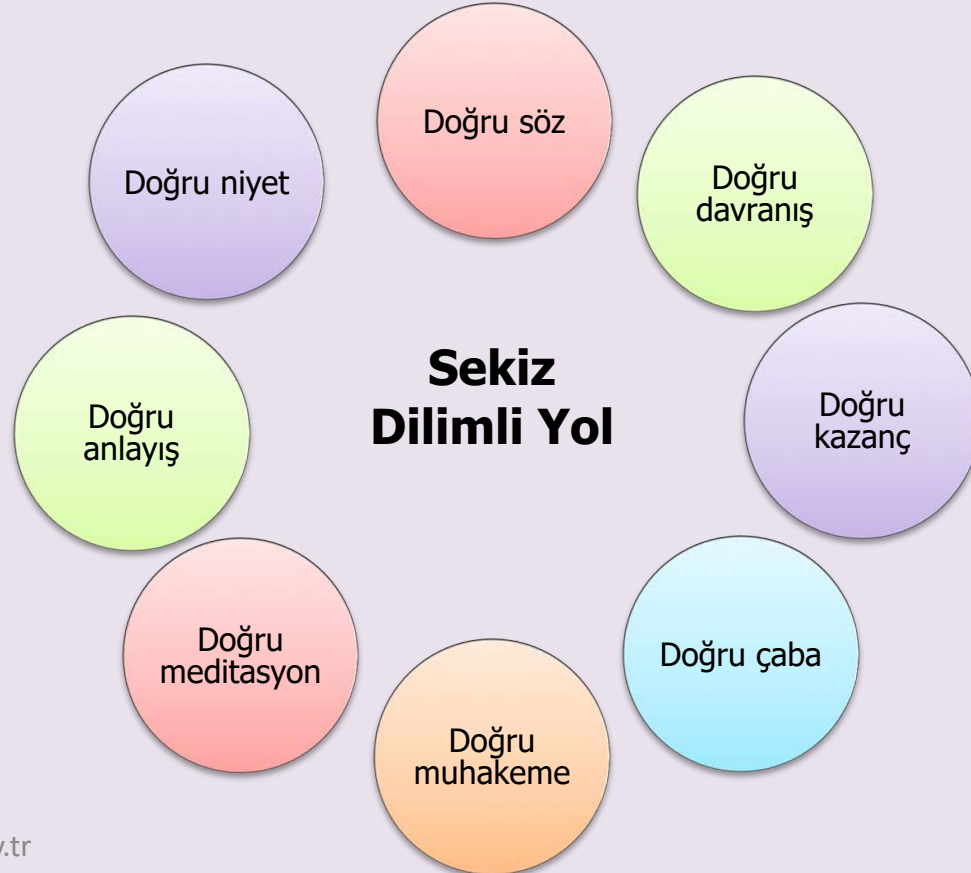 Doğru söz
Doğru
davranış
Doğru niyet
Sekiz
Dilimli Yol
Doğru
kazanç
Doğru
anlayış
Doğru
meditasyon
Doğru çaba
Doğru
muhakeme
.tr